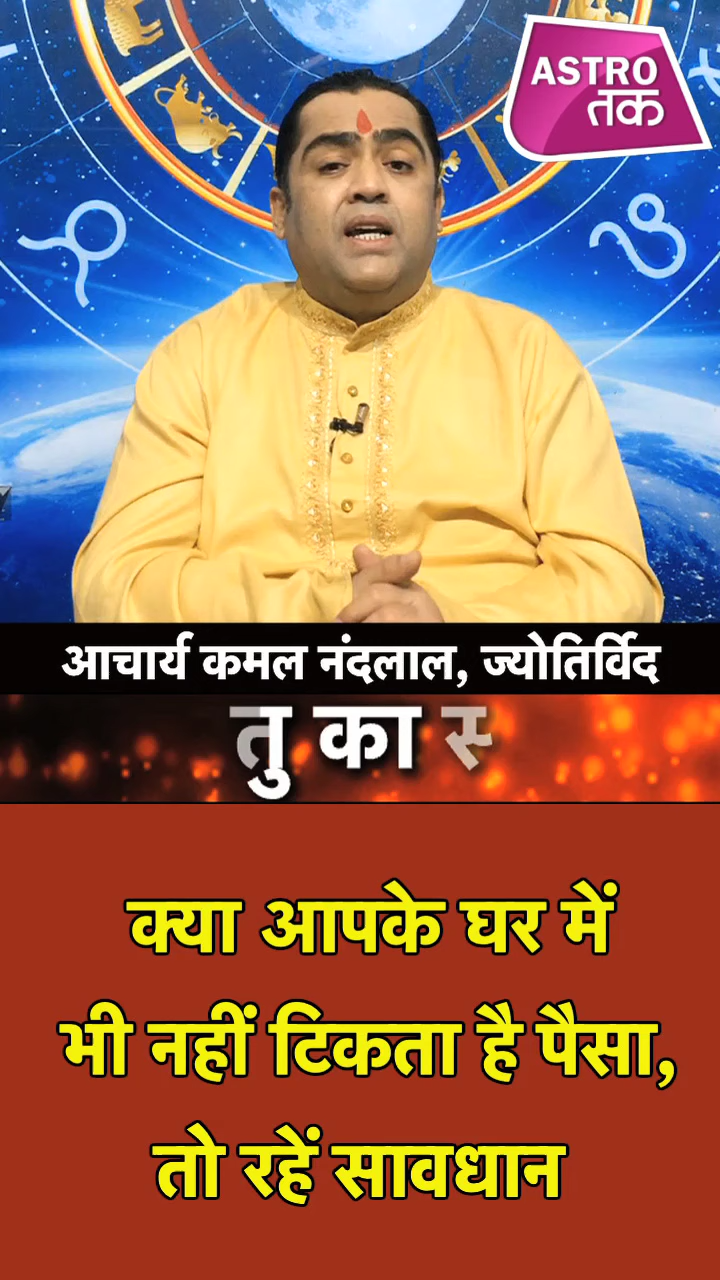 ASTRO
तक
आचार्य कमल नंदलाल, ज्योतिर्विद
तु का
क्या आपके घर में
भी नहीं टिकता है पैसा,
तो रहें सावधान